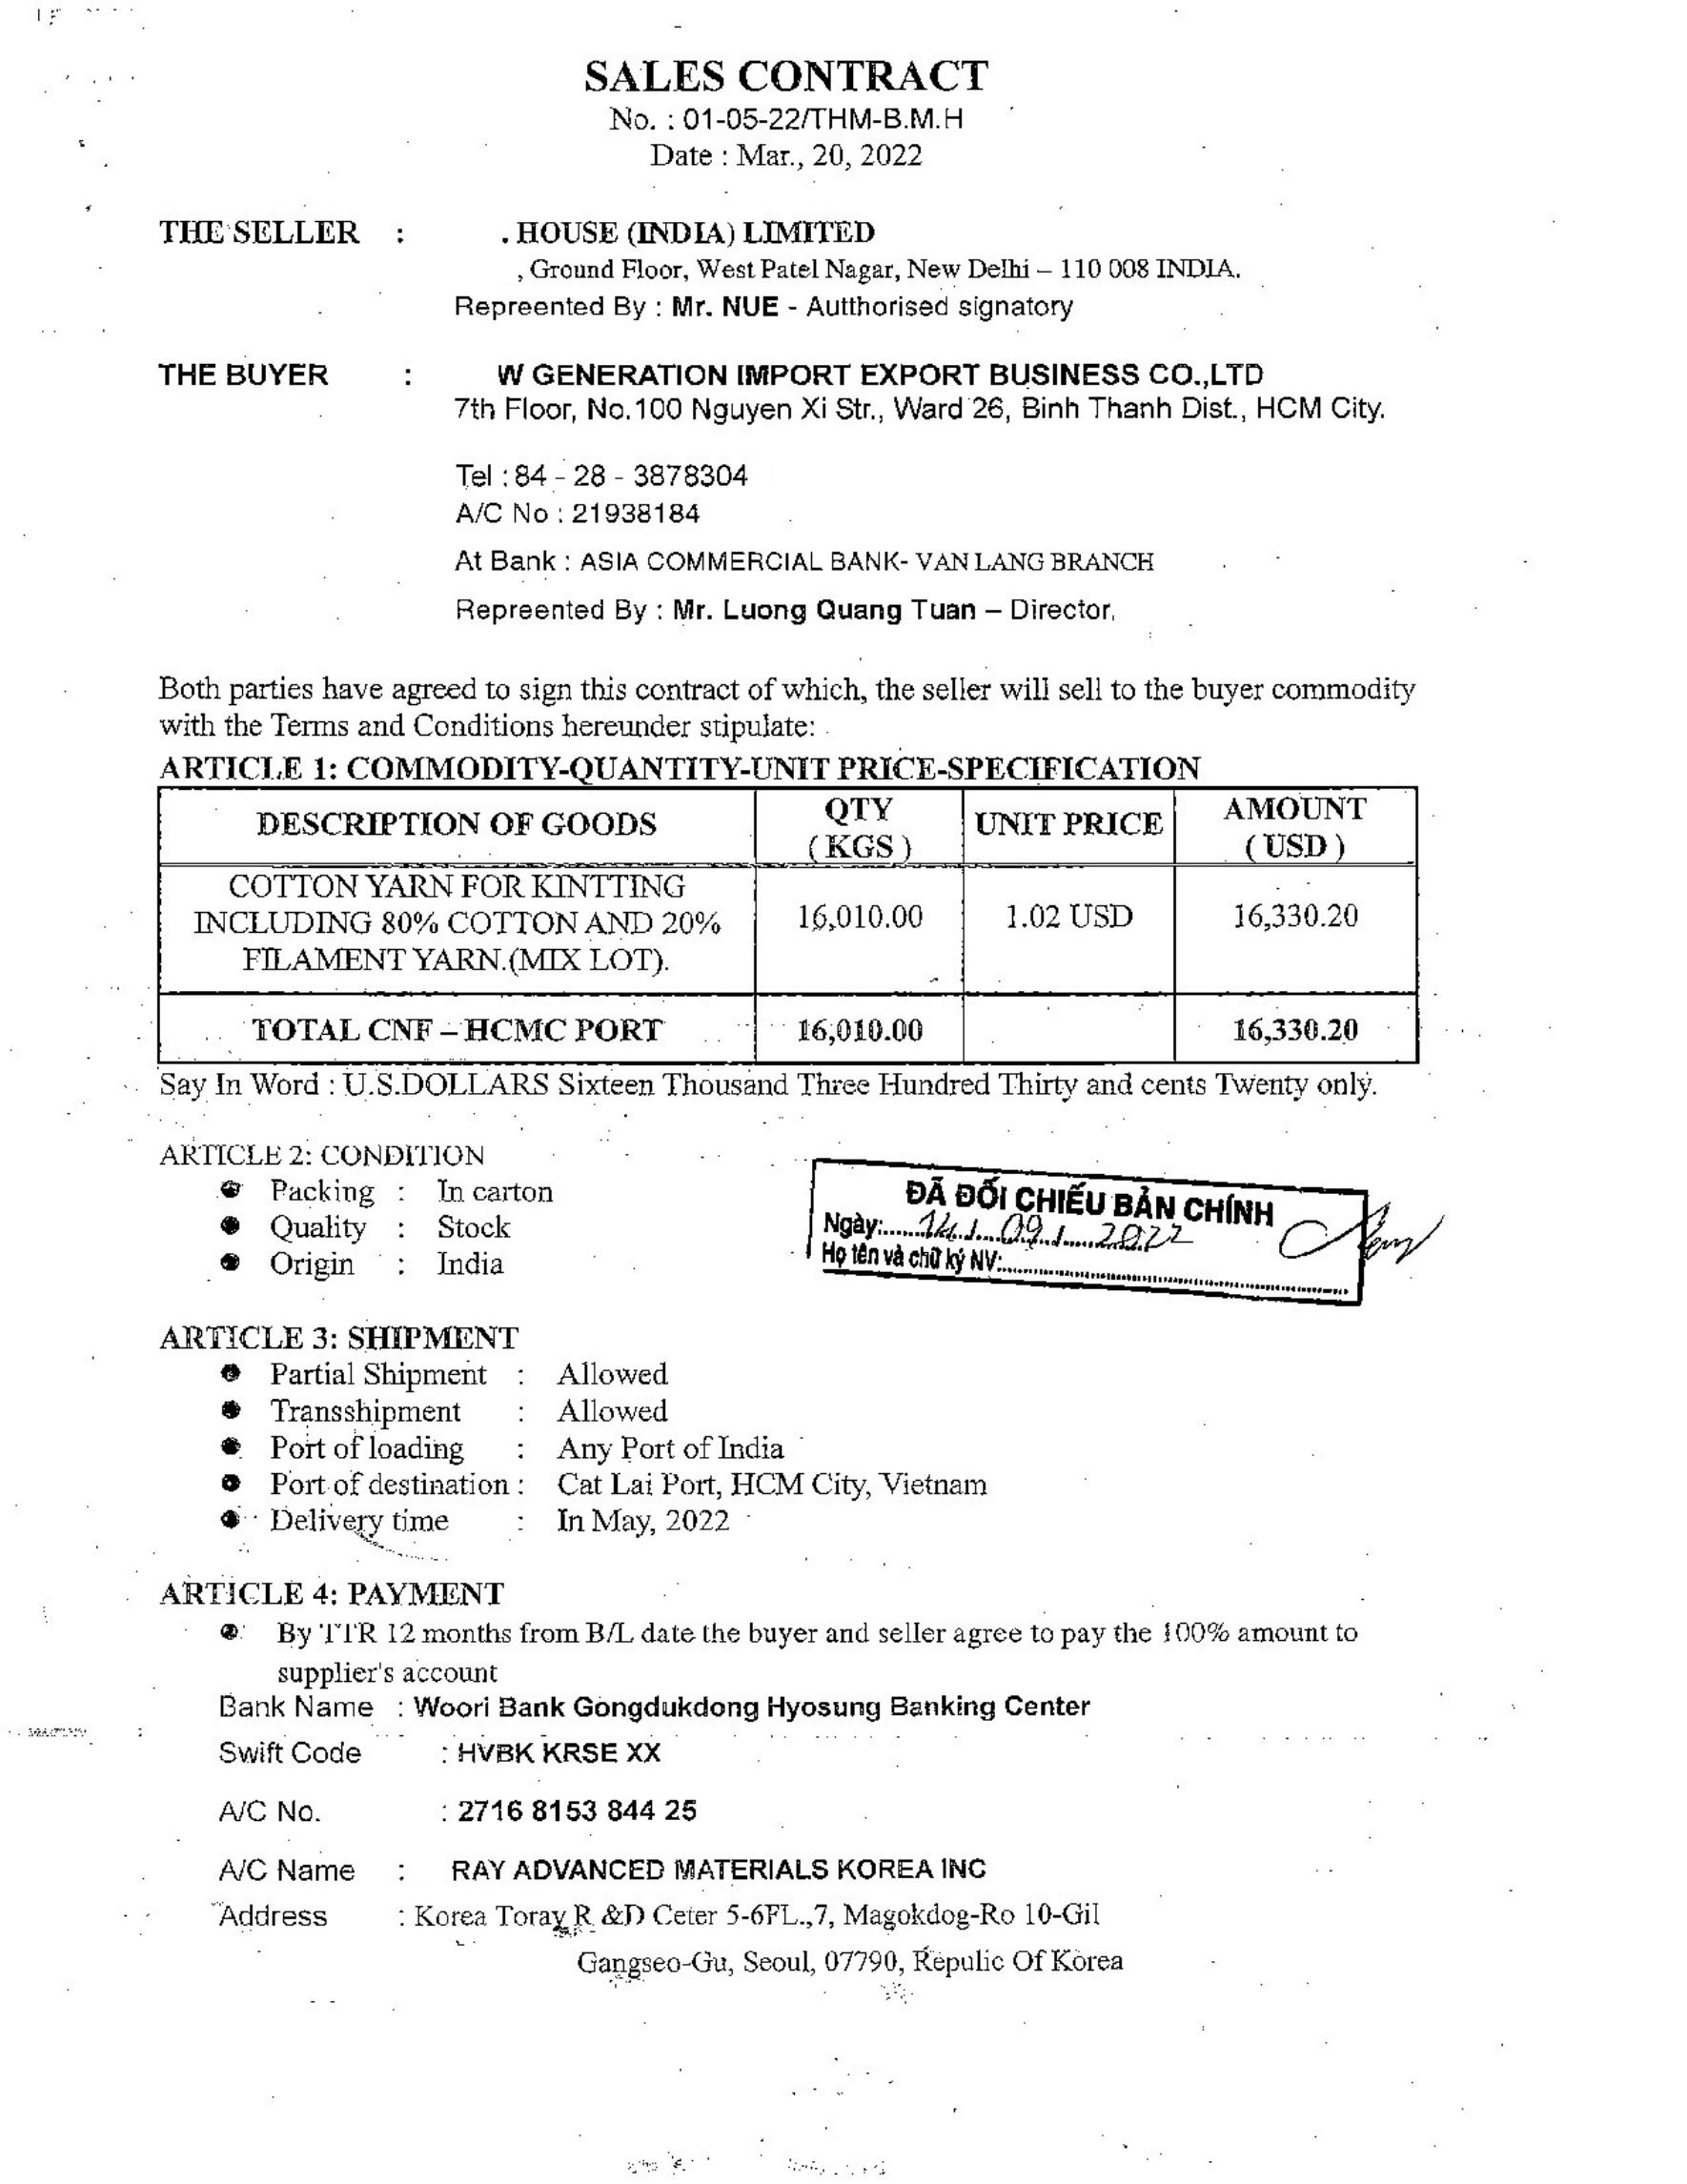 SALES CONTRACT
No. : 01-05-22/THM-B.M.H
Date : Mar., 20, 2022
THE SELLER : . HOUSE (INDIA) LIMITED
, Ground Floor, West Patel Nagar, New Delhi – 110 008 INDIA.
Repreented By : Mr. NUE - Autthorised signatory
THE BUYER : W GENERATION IMPORT EXPORT BUSINESS CO.,LTD
7th Floor, No.100 Nguyen Xi Str., Ward 26, Binh Thanh Dist., HCM City.
Tel : 84 - 28 - 3878304
A/C No : 21938184
At Bank : ASIA COMMERCIAL BANK- VAN LANG BRANCH
Repreented By : Mr. Luong Quang Tuan – Director,
Both parties have agreed to sign this contract of which, the seller will sell to the buyer commodity
with the Terms and Conditions hereunder stipulate:
ARTICLE 1: COMMODITY-QUANTITY-UNIT PRICE-SPECIFICATION
DESCRIPTION OF GOODS QTY (KGS) UNIT PRICE AMOUNT (USD)
COTTON YARN FOR KINTTING
INCLUDING 80% COTTON AND 20% 16,010.00 1.02 USD 16,330.20
FILAMENT YARN.(MIX LOT).
TOTAL CNF – HCMC PORT 16,010.00 16,330.20
Say In Word : U.S.DOLLARS Sixteen Thousand Three Hundred Thirty and cents Twenty only.
ARTICLE 2: CONDITION
Packing : In carton
Quality : Stock
Origin : India
ĐÃ ĐỐI CHIẾU BẢN CHÍNH
Ngày:.....14./...09./....2022
Họ tên và chữ ký NV:
ARTICLE 3: SHIPMENT
Partial Shipment : Allowed
Transshipment : Allowed
Port of loading : Any Port of India
Port of destination : Cat Lai Port, HCM City, Vietnam
Delivery time : In May, 2022
ARTICLE 4: PAYMENT
By TTR 12 months from B/L date the buyer and seller agree to pay the 100% amount to
supplier's account
Bank Name : Woori Bank Gongdukdong Hyosung Banking Center
Swift Code : HVBK KRSE XX
A/C No. : 2716 8153 844 25
A/C Name : RAY ADVANCED MATERIALS KOREA INC
Address : Korea Toray R &D Ceter 5-6FL.,7, Magokdog-Ro 10-Gil
Gangseo-Gu, Seoul, 07790, Repulic Of Korea